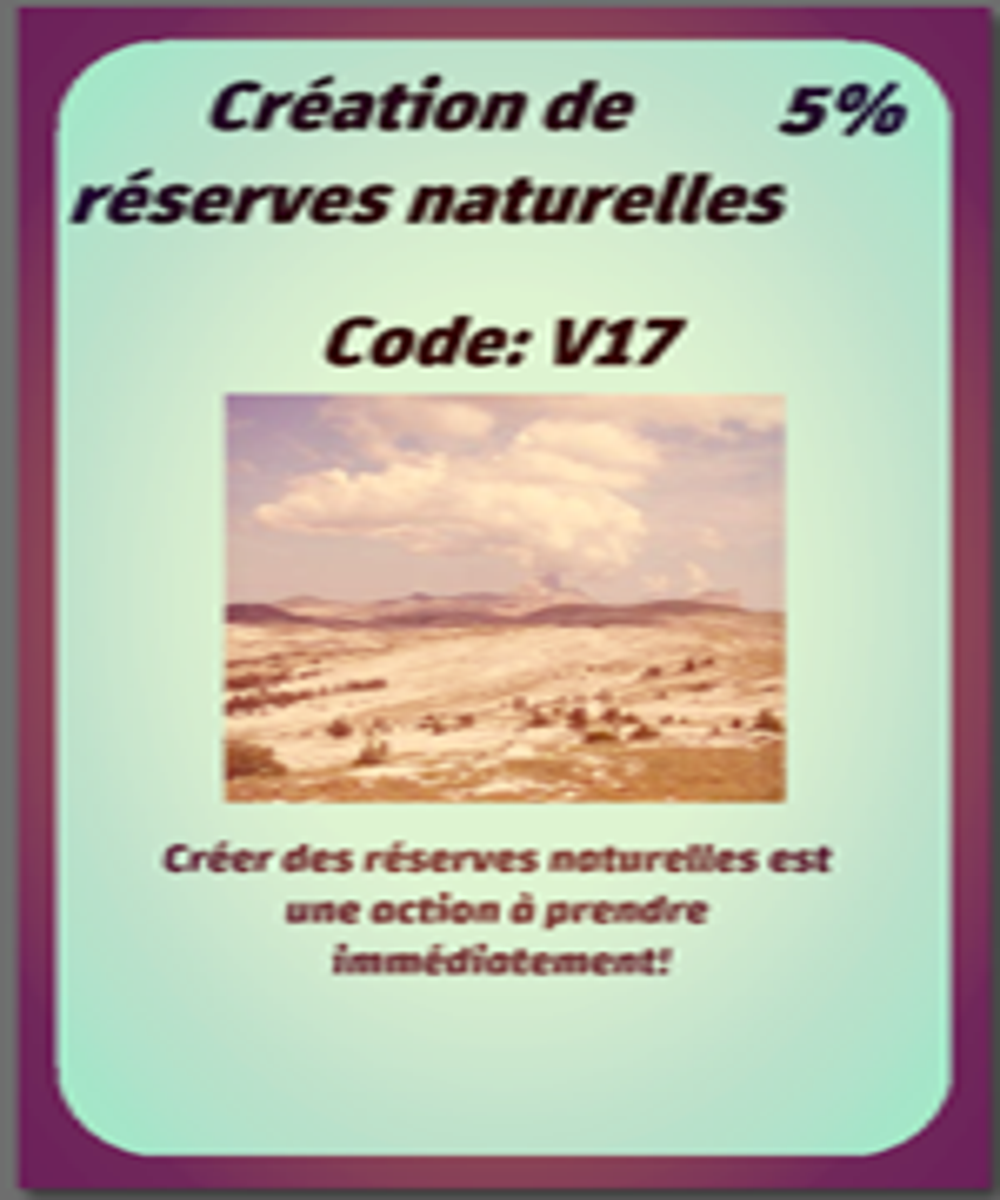 Création de 5%
réserves naturelles
Code: V17
Créer des réserves naturelles est
une action à prendre
immédiatement!